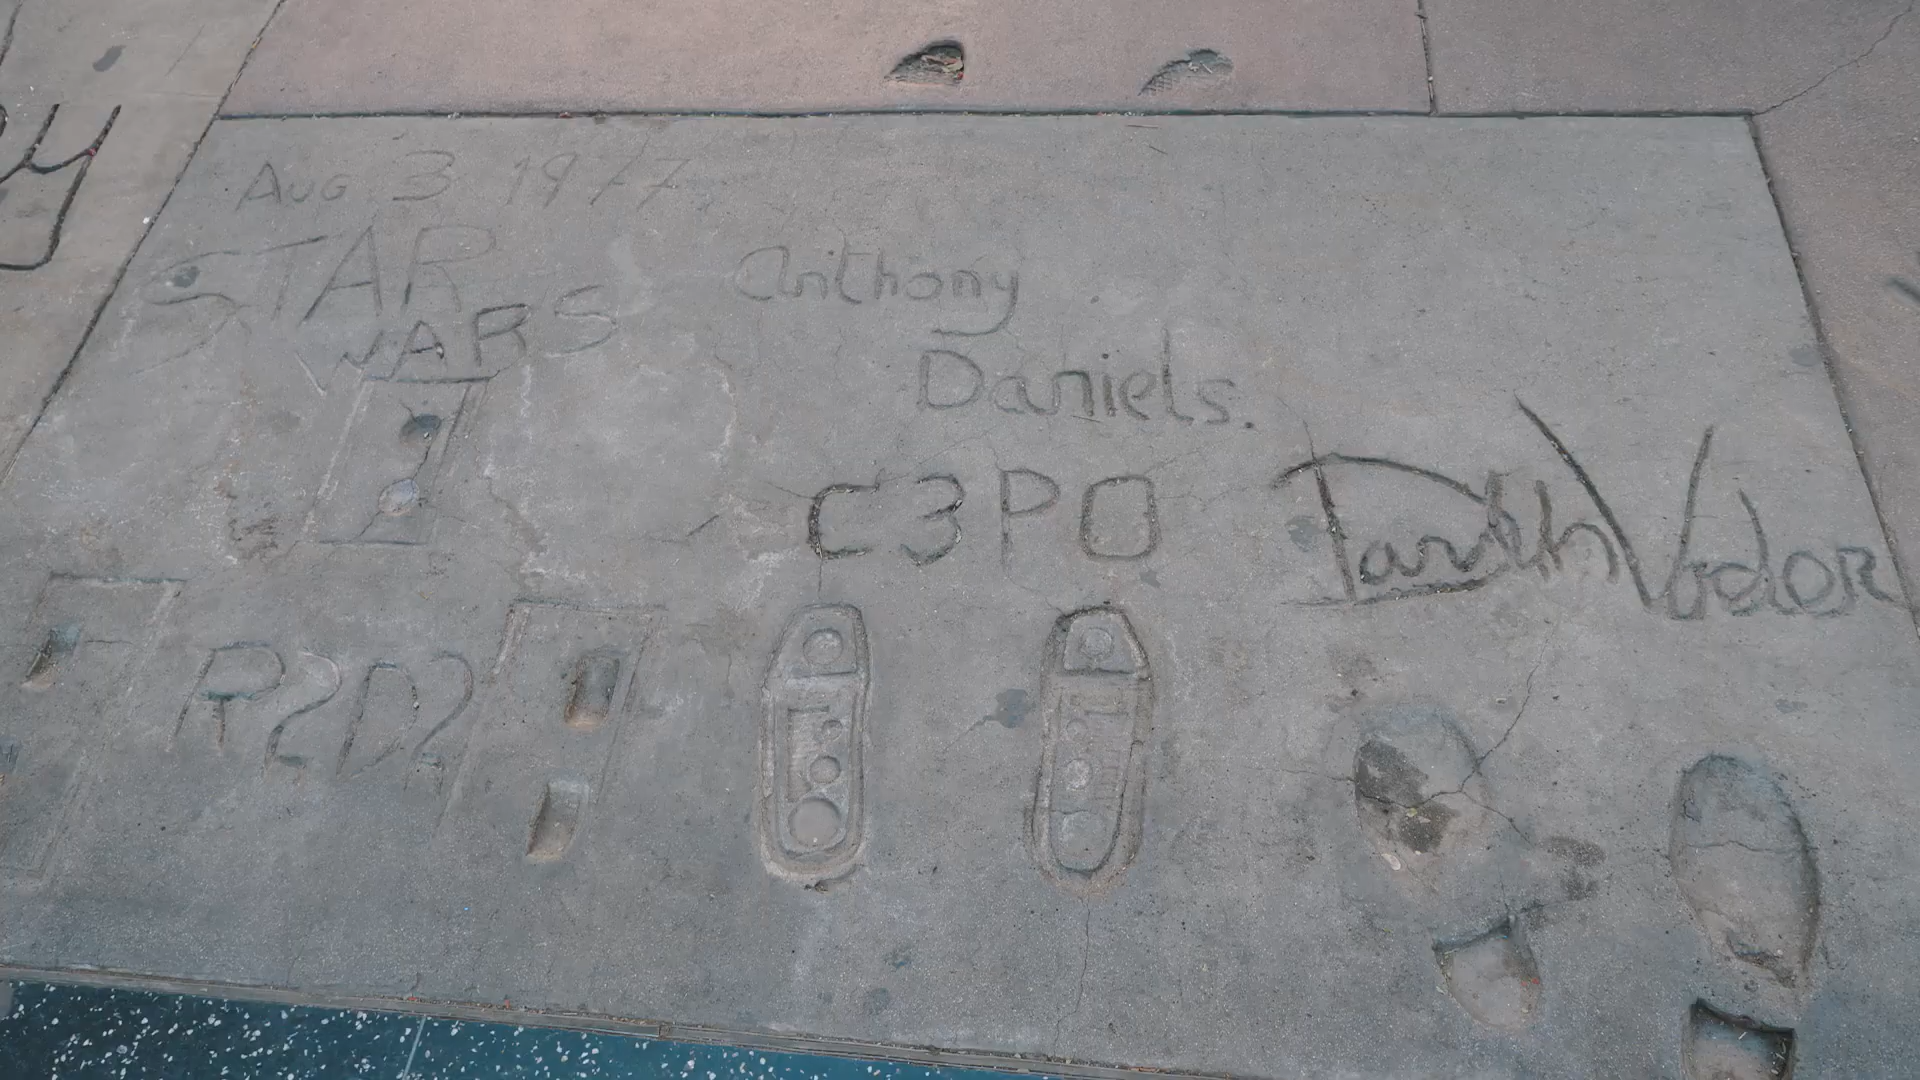 Aug 3 1977
STAR
WARS
Anthony
Daniels.
C3PO
Darth Vader
R2D2